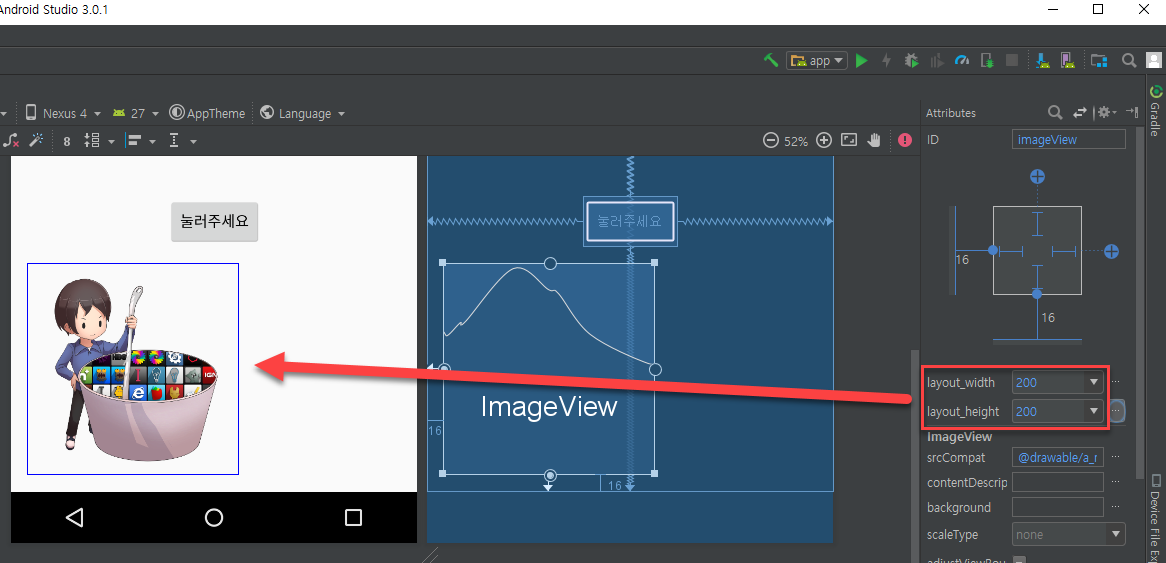 Android Studio 3.0.1
app
Nexus 4
27
AppTheme
Language
Attributes
8
52%
ID
imageView
Gradle
눌러주세요
눌러주세요
16
16
layout_width
200
layout_height
200
ImageView
ImageView
16
16
srcCompat
@drawable/a_r
contentDescrip
background
scaleType
none
Device File Exp
adjustViewBou